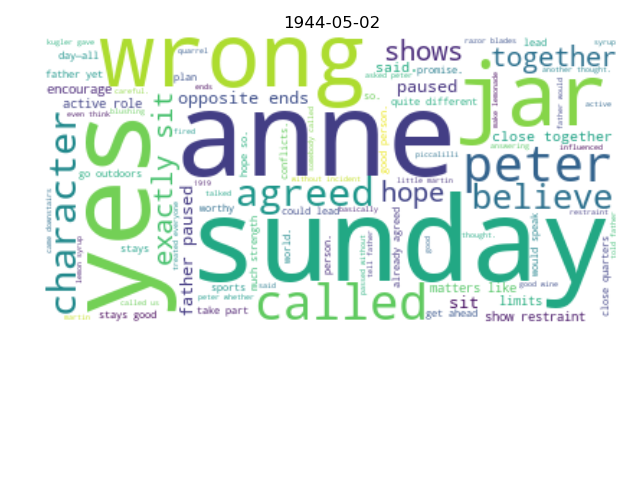 1944-05-02
kugler gave
wrong
quarrel
shows
razor blades
lead
syrup
together
day—all
said.
promise.
another thought.
father yet
plan
asked peter
father would
encourage
ends
paused
so.
jar
active
careful.
active role
opposite ends
quite different
make lemonade
even think
blushing
anne
fired
somebody called
conflicts.
good person.
close together
answering
influenced
yes
exactly sit
hope so.
piccalilli
peter
character
go outdoors
without incident
little martin
1919
agreed
hope
believe
treated everyone
father paused
talked
came downstairs
lemon syrup
worthy
could lead
basically
restraint
stays
sunday
much strength
world.
person.
passed without
tell father
already agreed
good
thought.
would speak
told father
sports
said
peter whether
called
matters like
good wine
close quarters
called us
sit
limits
martin
stays good
take part
get ahead
show restraint